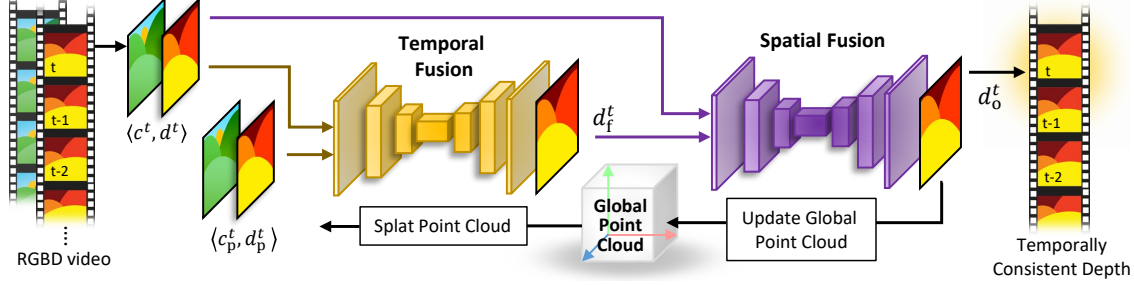 t
t-1
t-2
RGBD video
⟨c^t, d^t⟩
⟨c_p^t, d_p^t⟩
Temporal
Fusion
d_f^t
Spatial Fusion
Splat Point Cloud
Global
Point
Cloud
Update Global
Point Cloud
d_o^t
t
t-1
t-2
Temporally
Consistent Depth